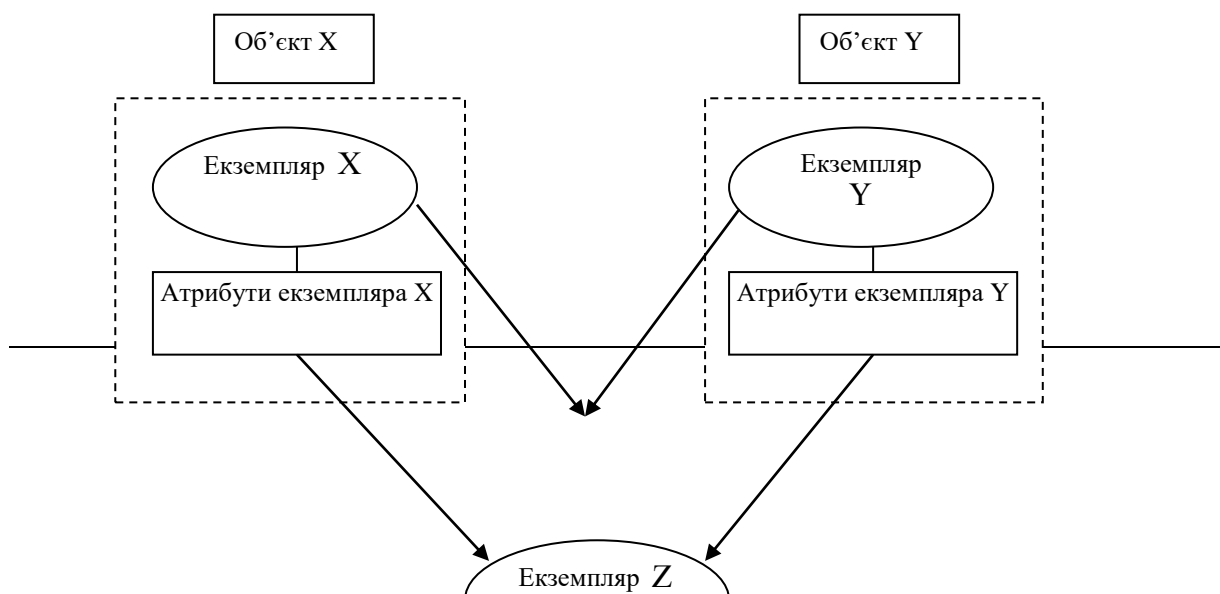 Об’єкт X
Об’єкт Y
Екземпляр X
Екземпляр
Y
Атрибути екземпляра X
Атрибути екземпляра Y
Екземпляр Z